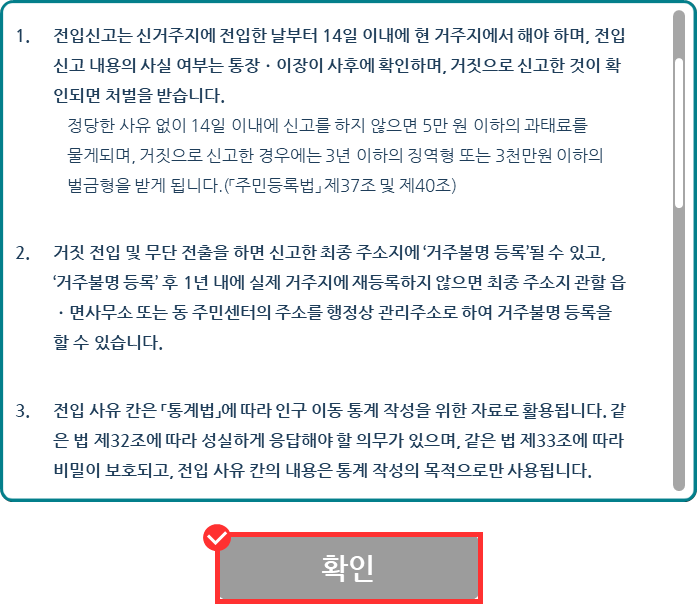 1. 전입신고는 신거주지에 전입한 날부터 14일 이내에 현 거주지에서 해야 하며, 전입
신고 내용의 사실 여부는 통장・이장이 사후에 확인하며, 거짓으로 신고한 것이 확
인되면 처벌을 받습니다.
정당한 사유 없이 14일 이내에 신고를 하지 않으면 5만 원 이하의 과태료를
물게되며, 거짓으로 신고한 경우에는 3년 이하의 징역형 또는 3천만원 이하의
벌금형을 받게 됩니다.(「주민등록법」 제37조 및 제40조)
2. 거짓 전입 및 무단 전출을 하면 신고한 최종 주소지에 ‘거주불명 등록’될 수 있고,
‘거주불명 등록’ 후 1년 내에 실제 거주지에 재등록하지 않으면 최종 주소지 관할 읍
・면사무소 또는 동 주민센터의 주소를 행정상 관리주소로 하여 거주불명 등록을
할 수 있습니다.
3. 전입 사유 칸은 「통계법」에 따라 인구 이동 통계 작성을 위한 자료로 활용됩니다. 같
은 법 제32조에 따라 성실하게 응답해야 할 의무가 있으며, 같은 법 제33조에 따라
비밀이 보호되고, 전입 사유 칸의 내용은 통계 작성의 목적으로만 사용됩니다.
확인